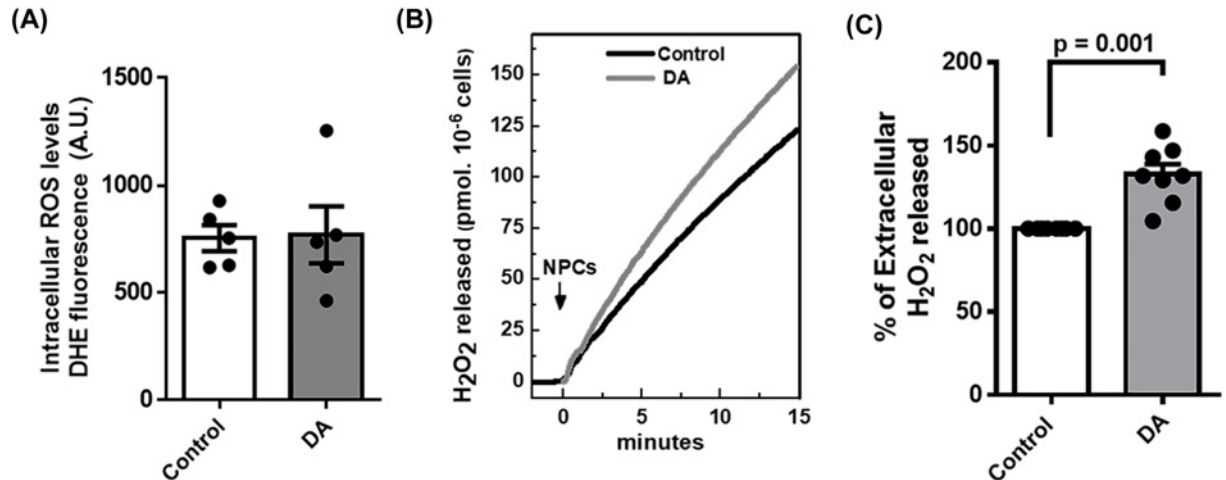 (A)
Intracellular ROS levels
DHE fluorescence (A.U.)
1500
1000
500
0
Control
DA
(B)
H₂O₂ released (pmol. 10⁻⁶ cells)
150
125
100
75
50
25
0
Control
DA
NPCs
0
5
10
15
minutes
(C)
p = 0.001
% of Extracellular
H₂O₂ released
200
150
100
50
0
Control
DA